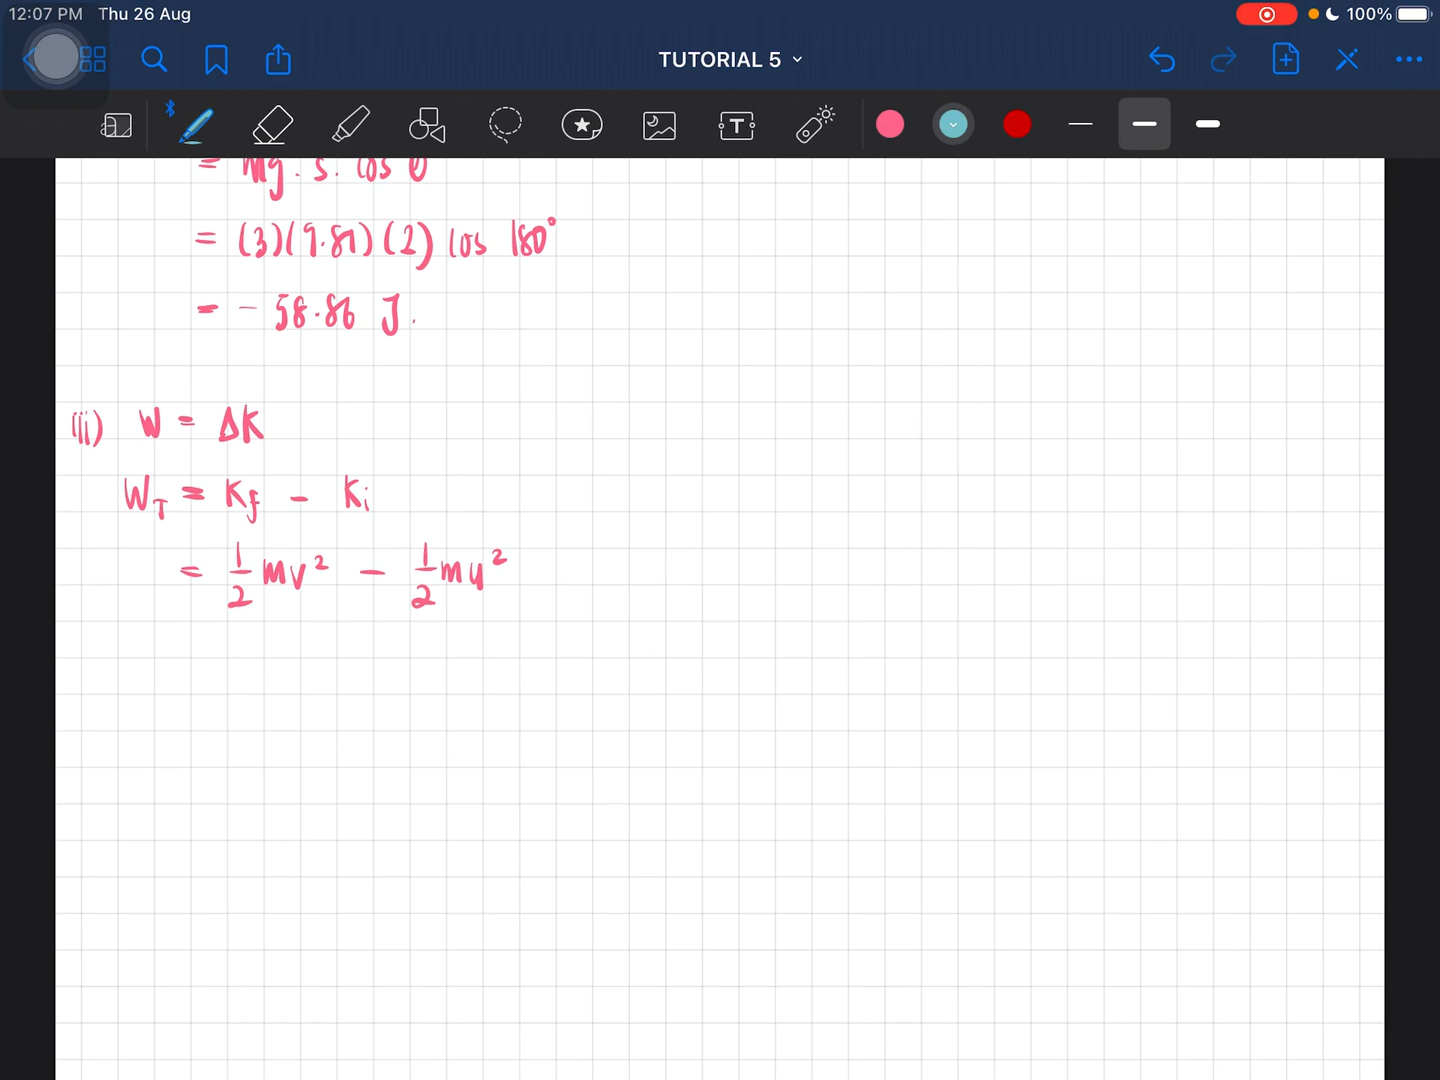 12:07 PM Thu 26 Aug
100%
TUTORIAL 5
T
= mg. s. cos θ
= (3)(9.81)(2) cos 180°
= - 58.86 J.
(ii) W = ΔK
W_T = K_f - K_i
= 1/2 mv² - 1/2 mu²